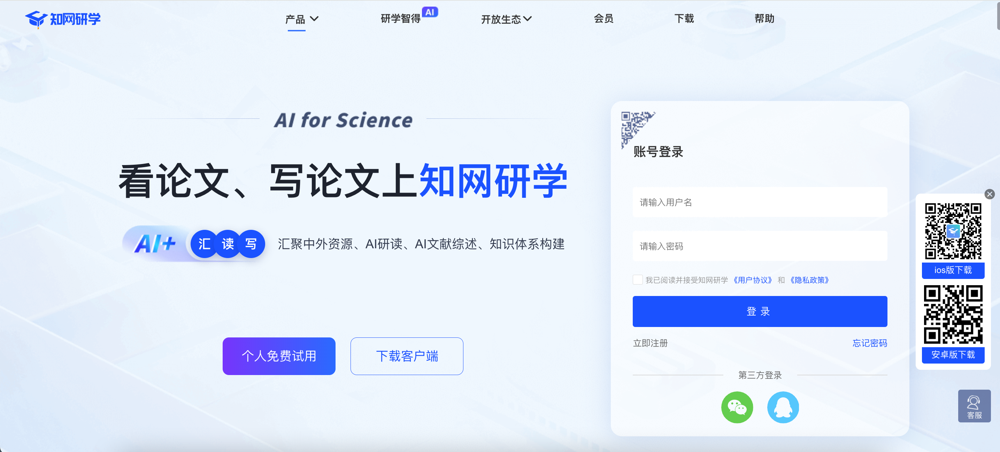 知网研学
产品
研学智得 AI
开放生态
会员
下载
帮助
AI for Science
看论文、写论文上知网研学
AI+ 汇 读 写 汇聚中外资源、AI研读、AI文献综述、知识体系构建
个人免费试用
下载客户端
账号登录
请输入用户名
请输入密码
我已阅读并接受知网研学《用户协议》 和 《隐私政策》
登 录
立即注册
忘记密码
第三方登录
ios版下载
安卓版下载
客服